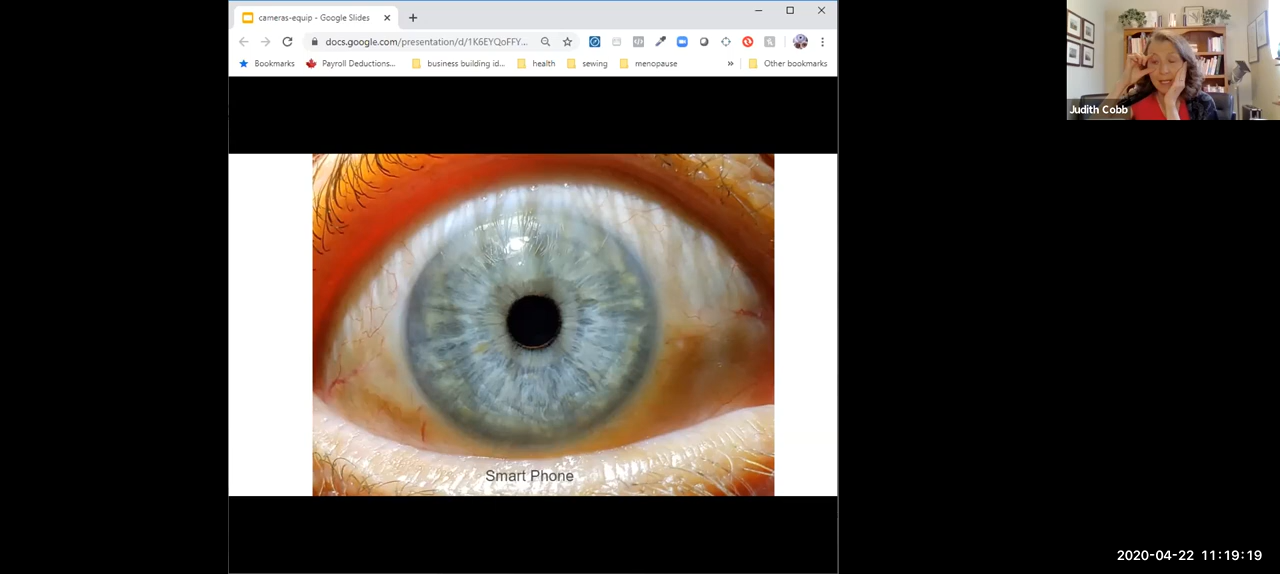 cameras-equip - Google Slides
docs.google.com/presentation/d/1K6EYQoFFY...
Bookmarks
Payroll Deductions...
business building id...
health
sewing
menopause
»
Other bookmarks
Judith Cobb
Smart Phone
2020-04-22 11:19:19